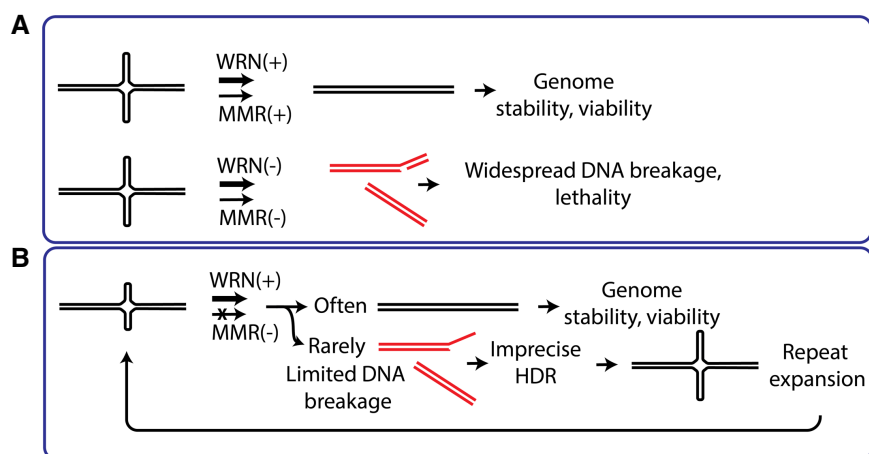 A
WRN(+)
MMR(+)
Genome
stability, viability
WRN(-)
MMR(-)
Widespread DNA breakage,
lethality
B
WRN(+)
MMR(-)
Often
Genome
stability, viability
Rarely
Limited DNA
breakage
Imprecise
HDR
Repeat
expansion